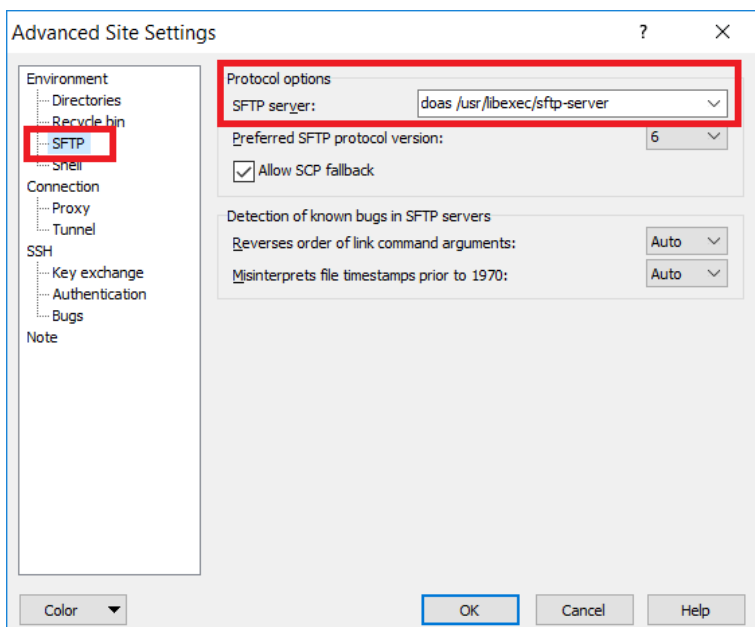 Advanced Site Settings ?
Environment
Directories
Recycle bin
SFTP
Shell
Connection
Proxy
Tunnel
SSH
Key exchange
Authentication
Bugs
Note
Protocol options
SFTP server: doas /usr/libexec/sftp-server
Preferred SFTP protocol version: 6
Allow SCP fallback
Detection of known bugs in SFTP servers
Reverses order of link command arguments: Auto
Misinterprets file timestamps prior to 1970: Auto
Color OK Cancel Help